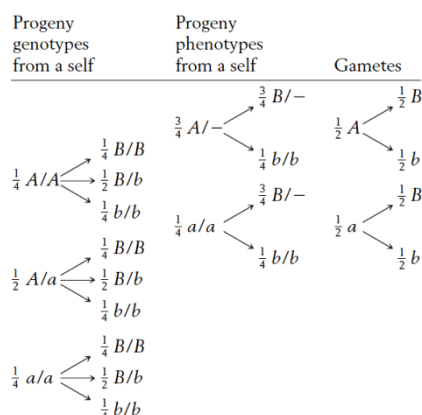 Progeny genotypes from a self
1/4 A/A → 1/4 B/B
→ 1/2 B/b
→ 1/4 b/b
1/2 A/a → 1/4 B/B
→ 1/2 B/b
→ 1/4 b/b
1/4 a/a → 1/4 B/B
→ 1/2 B/b
→ 1/4 b/b
Progeny phenotypes from a self
3/4 A/− → 3/4 B/−
→ 1/4 b/b
1/4 a/a → 3/4 B/−
→ 1/4 b/b
Gametes
1/2 A → 1/2 B
→ 1/2 b
1/2 a → 1/2 B
→ 1/2 b